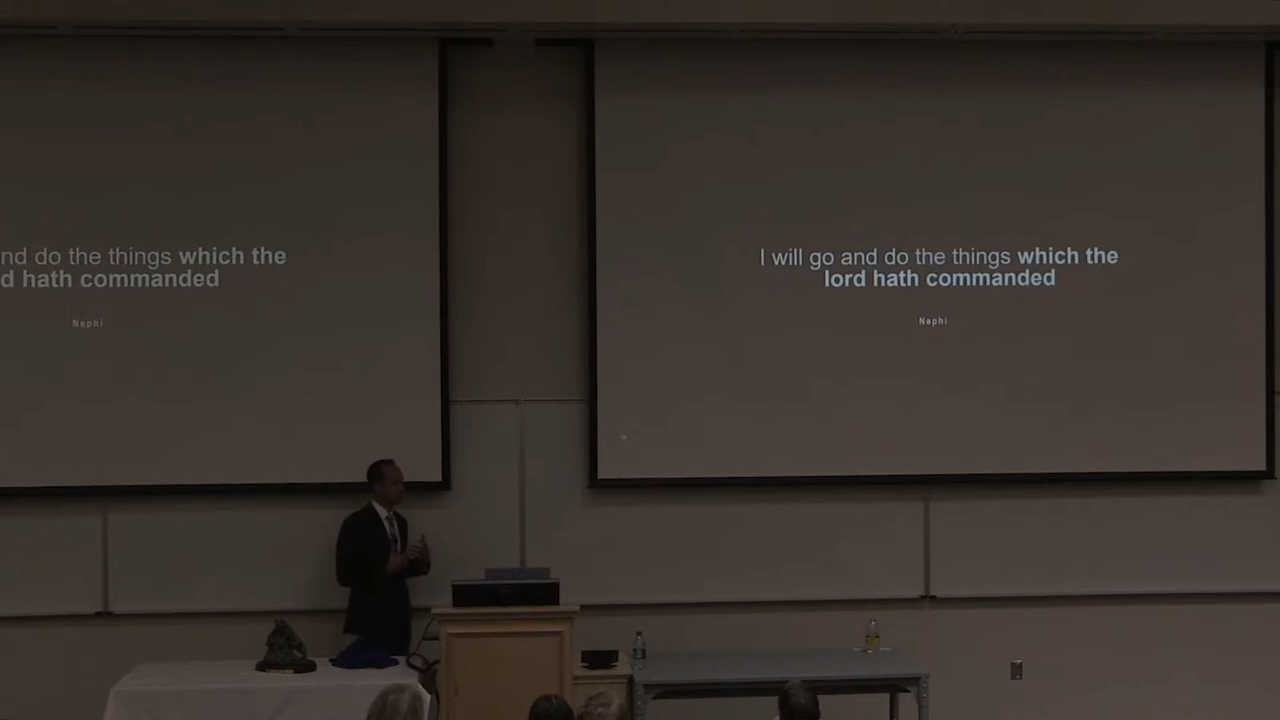 nd do the things which the
d hath commanded
Nephi
I will go and do the things which the
lord hath commanded
Nephi